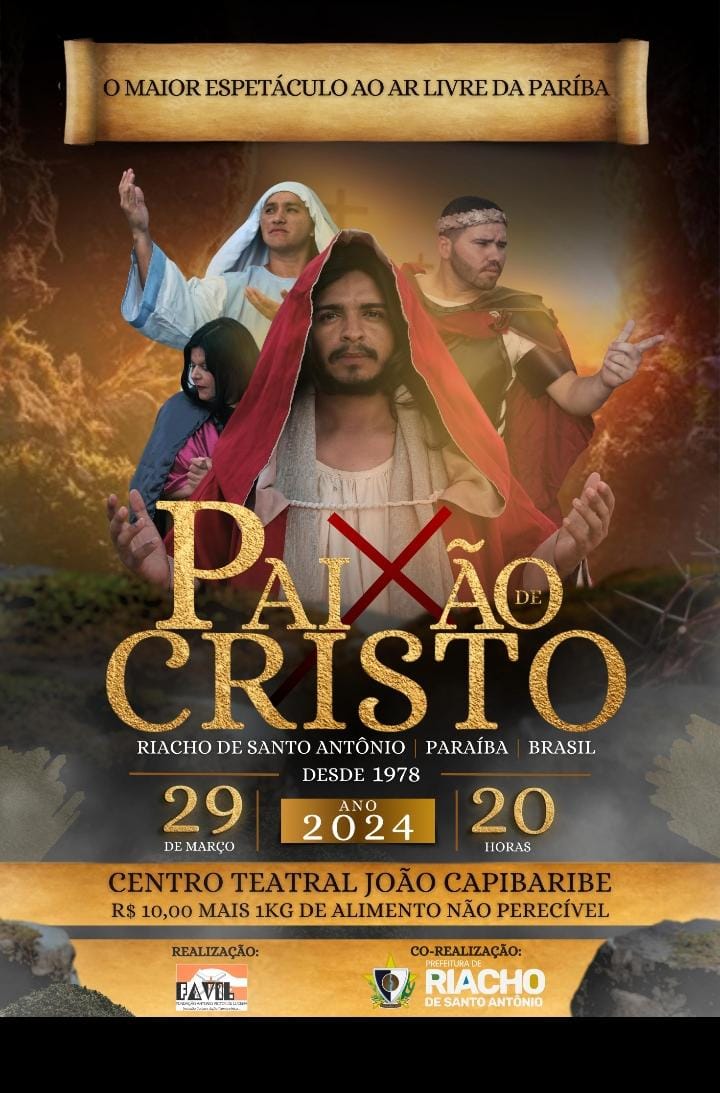 O MAIOR ESPETÁCULO AO AR LIVRE DA PARÍBA
PAIXÃO DE
CRISTO
RIACHO DE SANTO ANTÔNIO | PARAÍBA | BRASIL
DESDE 1978
29
DE MARÇO
ANO
2024
20
HORAS
CENTRO TEATRAL JOÃO CAPIBARIBE
R$ 10,00 MAIS 1KG DE ALIMENTO NÃO PERECÍVEL
REALIZAÇÃO:
FAVIL
CO-REALIZAÇÃO:
PREFEITURA DE
RIACHO
DE SANTO ANTÔNIO